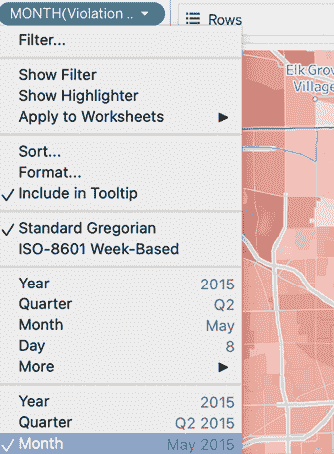 MONTH(Violation ..
Rows
Filter...
Show Filter
Show Highlighter
Apply to Worksheets
Sort...
Format...
Include in Tooltip
Standard Gregorian
ISO-8601 Week-Based
Year 2015
Quarter Q2
Month May
Day 8
More
Year 2015
Quarter Q2 2015
Month May 2015
Elk Grov
Village